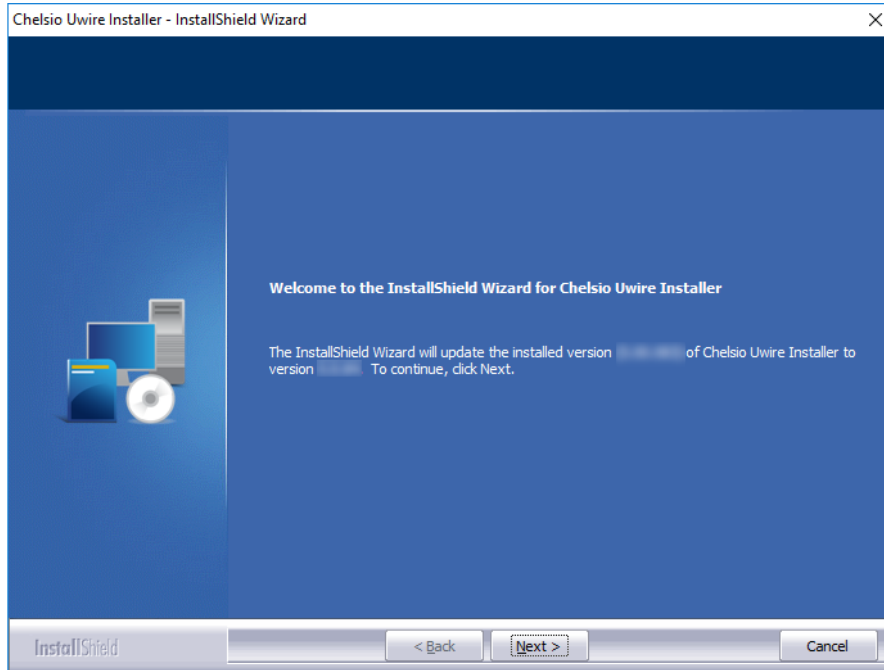 Chelsio Uwire Installer - InstallShield Wizard
Welcome to the InstallShield Wizard for Chelsio Uwire Installer
The InstallShield Wizard will update the installed version of Chelsio Uwire Installer to
version . To continue, click Next.
InstallShield
< Back
Next >
Cancel